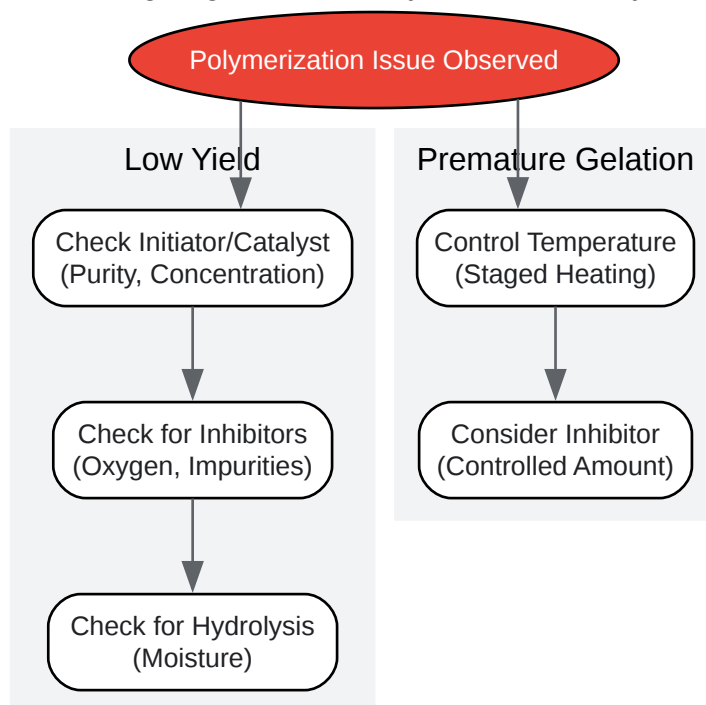 Polymerization Issue Observed
Low Yield
Check Initiator/Catalyst
(Purity, Concentration)
Check for Inhibitors
(Oxygen, Impurities)
Check for Hydrolysis
(Moisture)
Premature Gelation
Control Temperature
(Staged Heating)
Consider Inhibitor
(Controlled Amount)